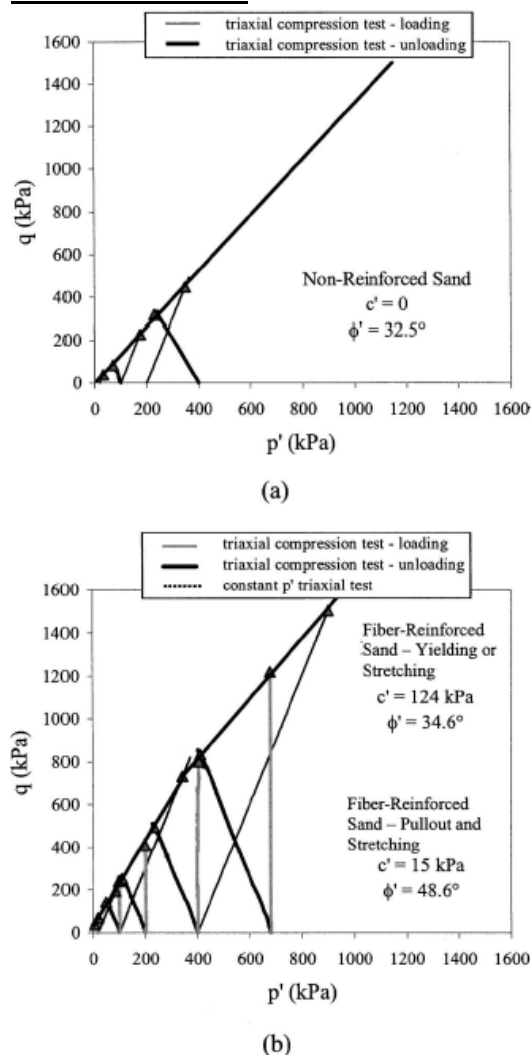 triaxial compression test - loading
triaxial compression test - unloading
1600
1400
1200
1000
800
600
400
200
0
q (kPa)
Non-Reinforced Sand
c' = 0
ϕ' = 32.5°
0 200 400 600 800 1000 1200 1400 1600
p' (kPa)
(a)
triaxial compression test - loading
triaxial compression test - unloading
constant p' triaxial test
1600
1400
1200
1000
800
600
400
200
0
q (kPa)
Fiber-Reinforced
Sand – Yielding or
Stretching
c' = 124 kPa
ϕ' = 34.6°
Fiber-Reinforced
Sand – Pullout and
Stretching
c' = 15 kPa
ϕ' = 48.6°
0 200 400 600 800 1000 1200 1400 1600
p' (kPa)
(b)